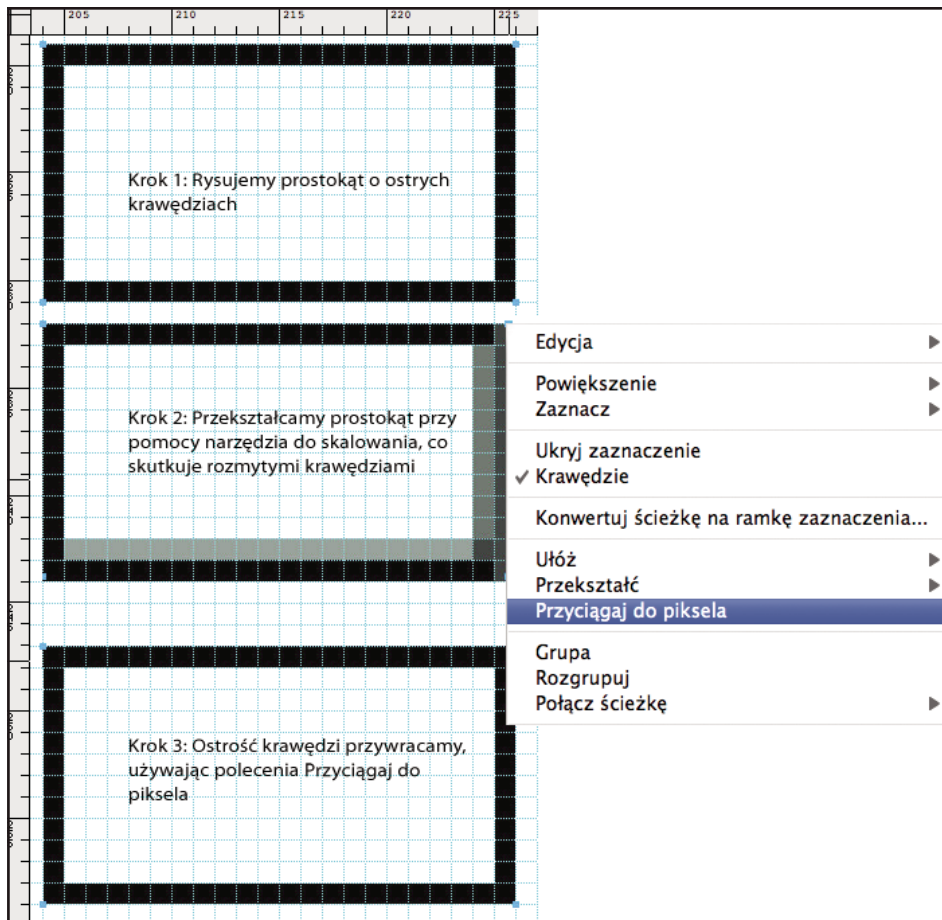 205 210 215 220 225
Krok 1: Rysujemy prostokąt o ostrych
krawędziach
Krok 2: Przekształcamy prostokąt przy
pomocy narzędzia do skalowania, co
skutkuje rozmytymi krawędziami
Edycja
Powiększenie
Zaznacz
Ukryj zaznaczenie
✓ Krawędzie
Konwertuj ścieżkę na ramkę zaznaczenia...
Ułóż
Przekształć
Przyciągaj do piksela
Grupa
Rozgrupuj
Połącz ścieżkę
Krok 3: Ostrość krawędzi przywracamy,
używając polecenia Przyciągaj do
piksela